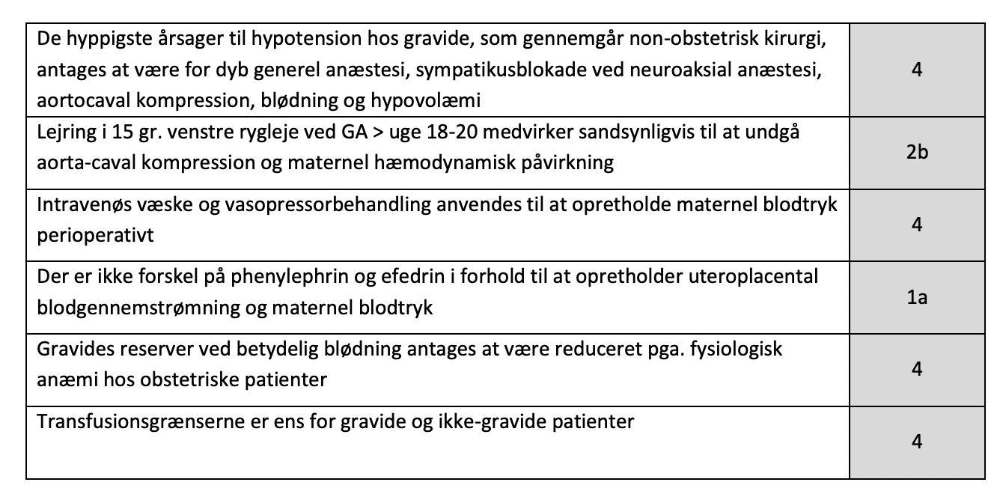 De hyppigste årsager til hypotension hos gravide, som gennemgår non-obstetrisk kirurgi,
antages at være for dyb generel anæstesi, sympatikusblokade ved neuroaksial anæstesi,
aortocaval kompression, blødning og hypovolæmi
4
Lejring i 15 gr. venstre rygleje ved GA > uge 18-20 medvirker sandsynligvis til at undgå
aorta-caval kompression og maternel hæmodynamisk påvirkning
2b
Intravenøs væske og vasopressorbehandling anvendes til at opretholde maternel blodtryk
perioperativt
4
Der er ikke forskel på phenylephrin og efedrin i forhold til at opretholder uteroplacental
blodgennemstrømning og maternel blodtryk
1a
Gravides reserver ved betydelig blødning antages at være reduceret pga. fysiologisk
anæmi hos obstetriske patienter
4
Transfusionsgrænserne er ens for gravide og ikke-gravide patienter
4